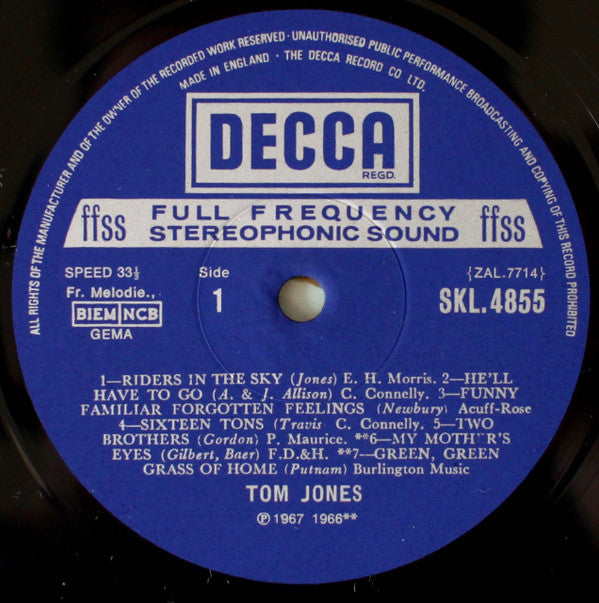 ALL RIGHTS OF THE MANUFACTURER AND OF THE OWNER OF THE RECORDED WORK RESERVED · UNAUTHORISED PUBLIC PERFORMANCE BROADCASTING AND COPYING OF THIS RECORD PROHIBITED
MADE IN ENGLAND · THE DECCA RECORD CO LTD.
DECCA
REGD.
ffss FULL FREQUENCY ffss
STEREOPHONIC SOUND
SPEED 33⅓ Side {ZAL.7714}
Fr. Melodie., 1 SKL.4855
BIEM NCB
GEMA
1—RIDERS IN THE SKY (Jones) E. H. Morris. 2—HE'LL
HAVE TO GO (A. & J. Allison) C. Connelly. 3—FUNNY
FAMILIAR FORGOTTEN FEELINGS (Newbury) Acuff-Rose
4—SIXTEEN TONS (Travis C. Connelly. 5—TWO
BROTHERS (Gordon) P. Maurice. **6—MY MOTHER'S
EYES (Gilbert, Baer) F.D.&H. **7—GREEN, GREEN
GRASS OF HOME (Putnam) Burlington Music
TOM JONES
℗ 1967 1966**